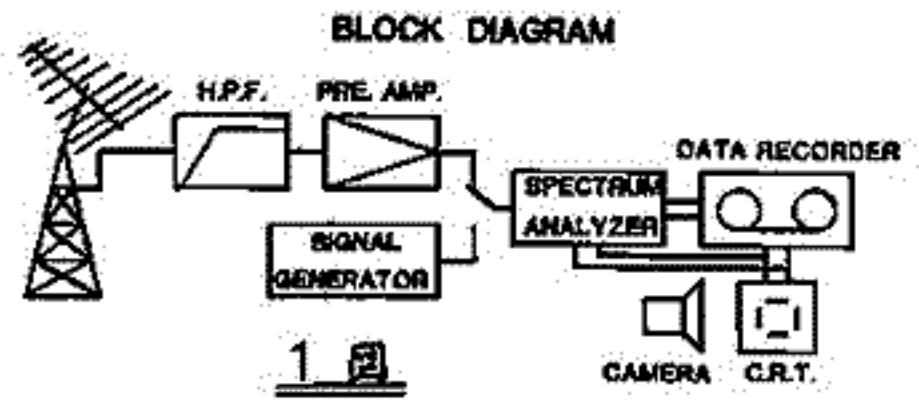 BLOCK DIAGRAM
H.P.F.
PRE. AMP.
DATA RECORDER
SPECTRUM
ANALYZER
SIGNAL
GENERATOR
CAMERA
C.R.T.
1 図